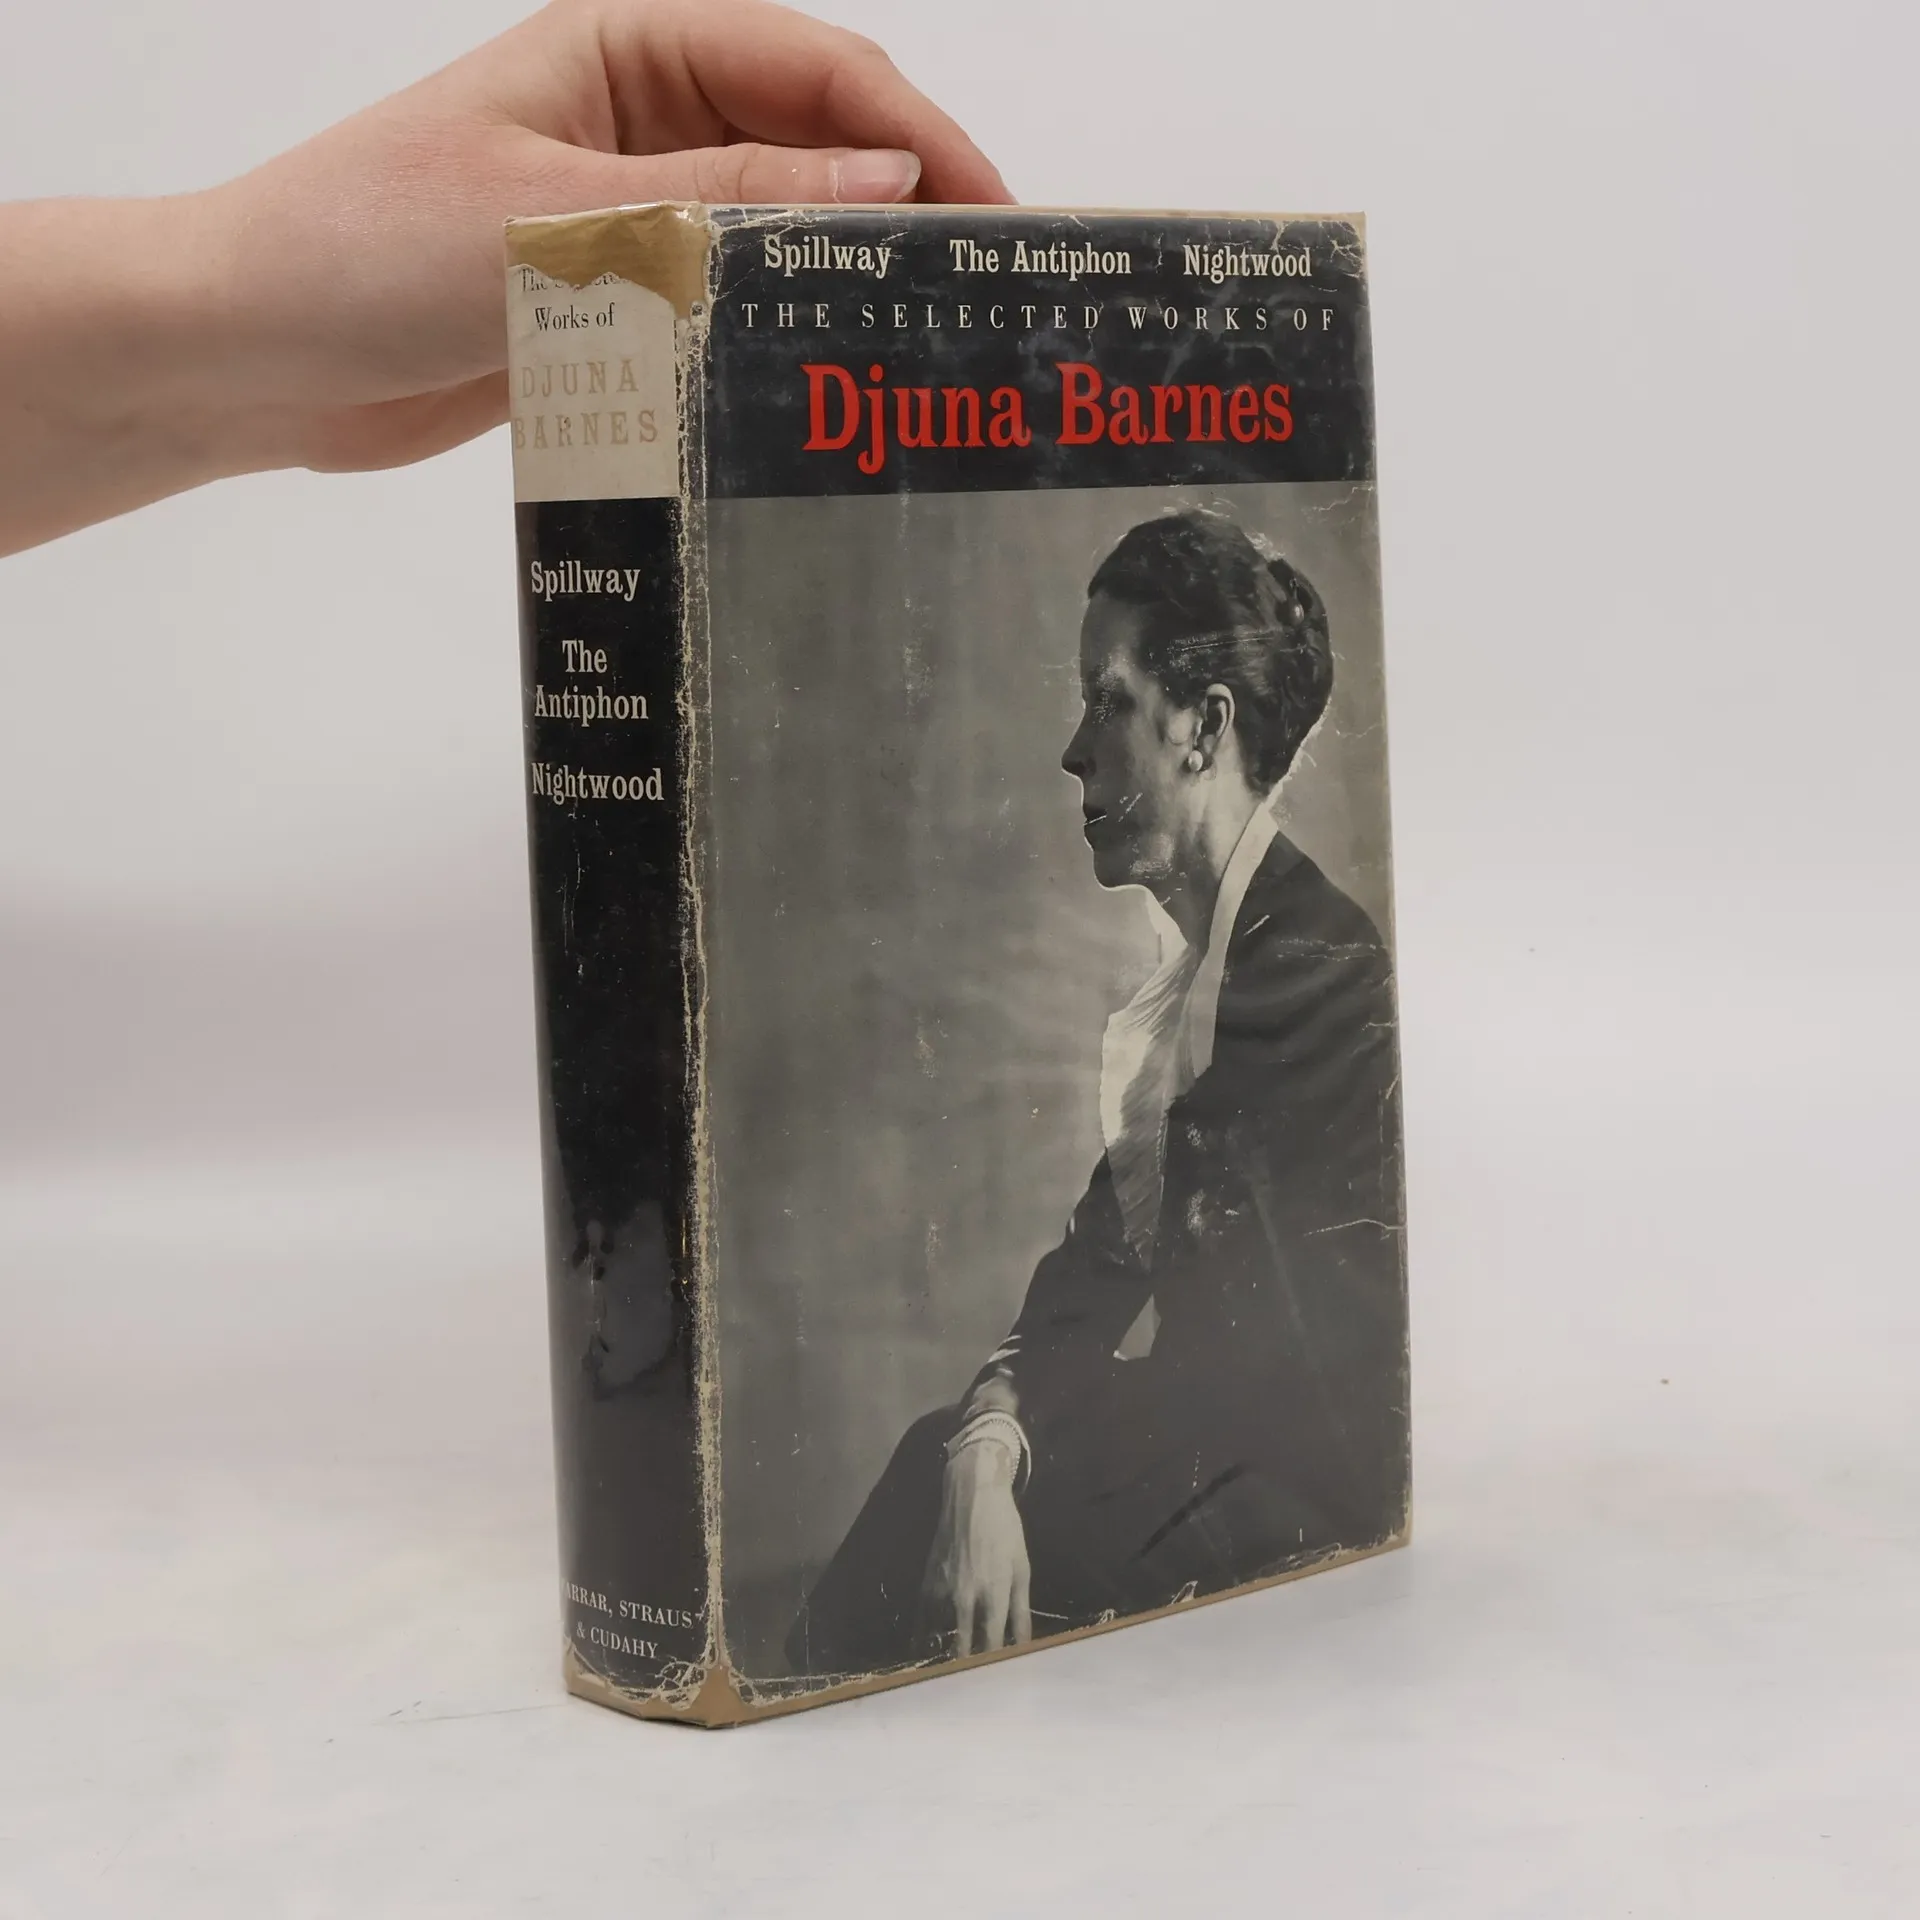 Spillway The Antiphon Nightwood
THE SELECTED WORKS OF
Djuna Barnes
Works of
DJUNA
BARNES
Spillway
The
Antiphon
Nightwood
ARRAR, STRAUS
& CUDAHY